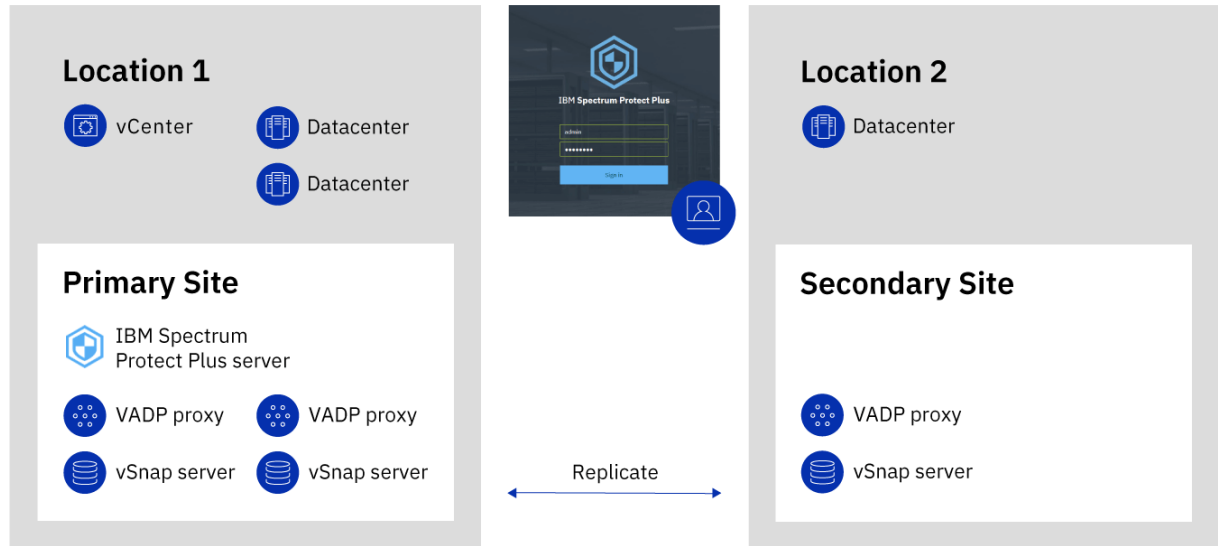 Location 1
vCenter
Datacenter
Datacenter
Primary Site
IBM Spectrum
Protect Plus server
VADP proxy
VADP proxy
vSnap server
vSnap server
IBM Spectrum Protect Plus
admin
••••••••
Sign in
Replicate
Location 2
Datacenter
Secondary Site
VADP proxy
vSnap server